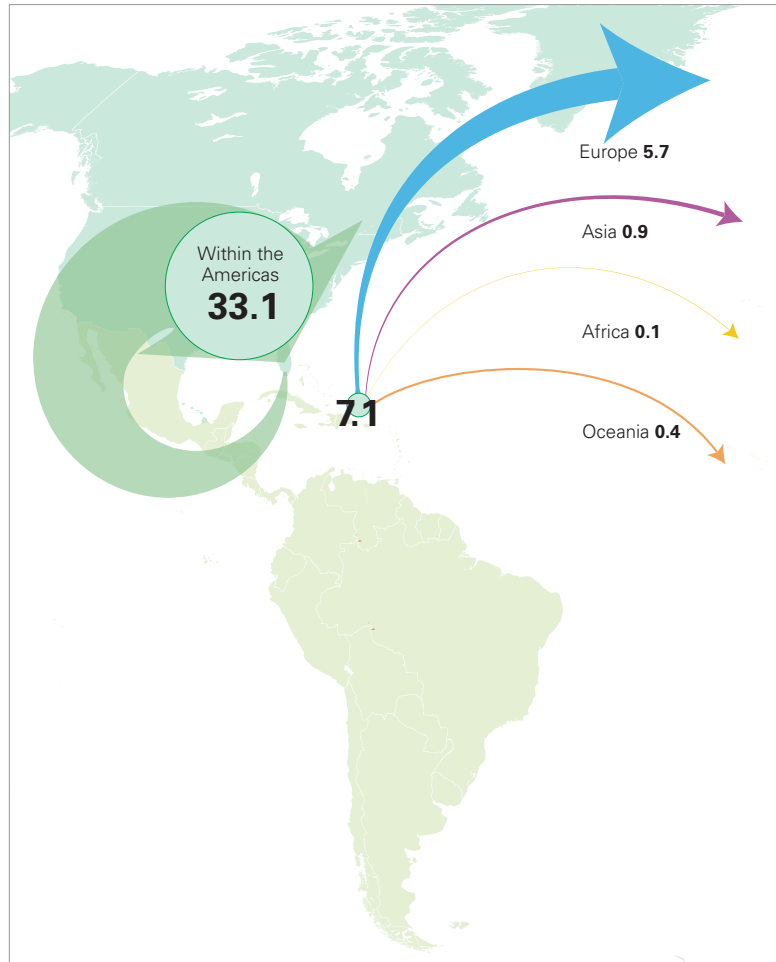 Europe 5.7
Asia 0.9
Within the
Americas
33.1
Africa 0.1
7.1
Oceania 0.4